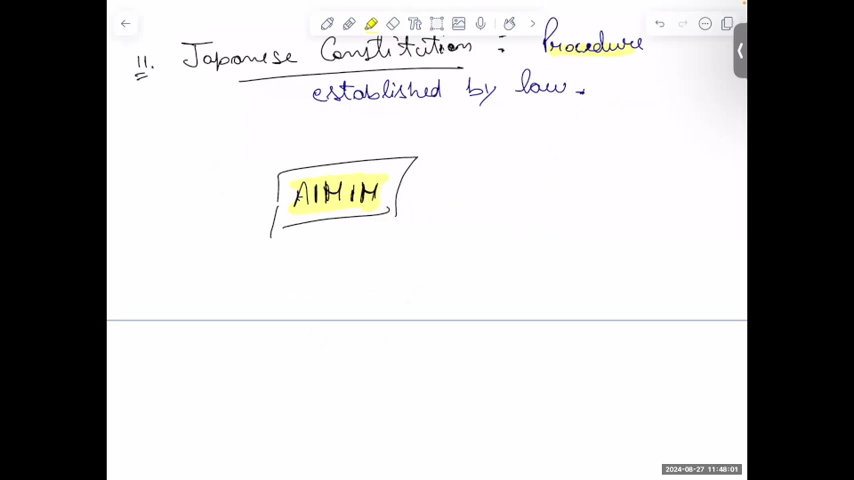 11. Japanese Constitution : Procedure
established by law.
AIMIM
2024-08-27 11:48:01